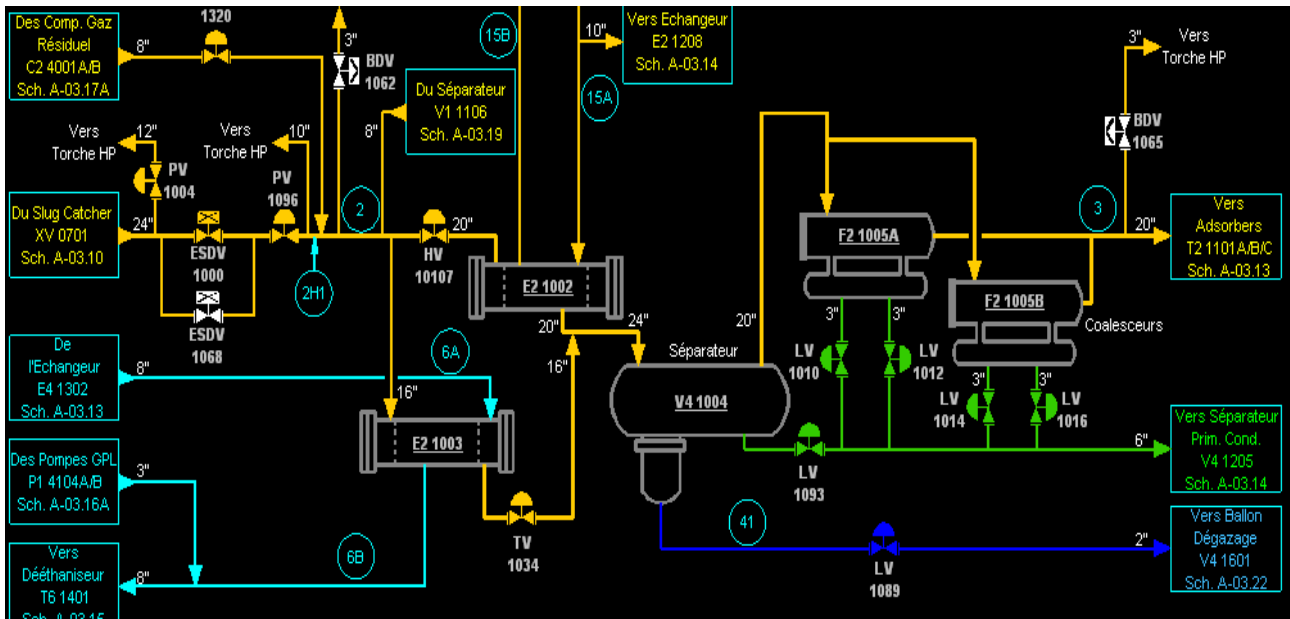 Des Comp. Gaz
Résiduel
C2 4001A/B
Sch. A-03.17A
8"
1320
3"
BDV
1062
15B
10"
Vers Echangeur
E2 1208
Sch. A-03.14
15A
3"
Vers
Torche HP
BDV
1065
Du Séparateur
V1 1106
Sch. A-03.19
8"
Vers
Torche HP
12"
PV
1004
Vers
Torche HP
10"
PV
1096
Du Slug Catcher
XV 0701
Sch. A-03.10
24"
ESDV
1000
ESDV
1068
2H1
2
HV
10107
20"
E2 1002
20"
24"
16"
F2 1005A
F2 1005B
Coalesceurs
3
20"
Vers
Adsorbers
T2 1101A/B/C
Sch. A-03.13
De
l'Echangeur
E4 1302
Sch. A-03.13
8"
6A
16"
E2 1003
Séparateur
V4 1004
20"
3"
3"
LV
1010
LV
1012
3"
3"
LV
1014
LV
1016
LV
1093
6"
Vers Séparateur
Prim. Cond.
V4 1205
Sch. A-03.14
Des Pompes GPL
P1 4104A/B
Sch. A-03.16A
3"
TV
1034
41
LV
1089
2"
Vers Ballon
Dégazage
V4 1601
Sch. A-03.22
Vers
Dééthaniseur
T6 1401
Sch. A-03.15
8"
6B